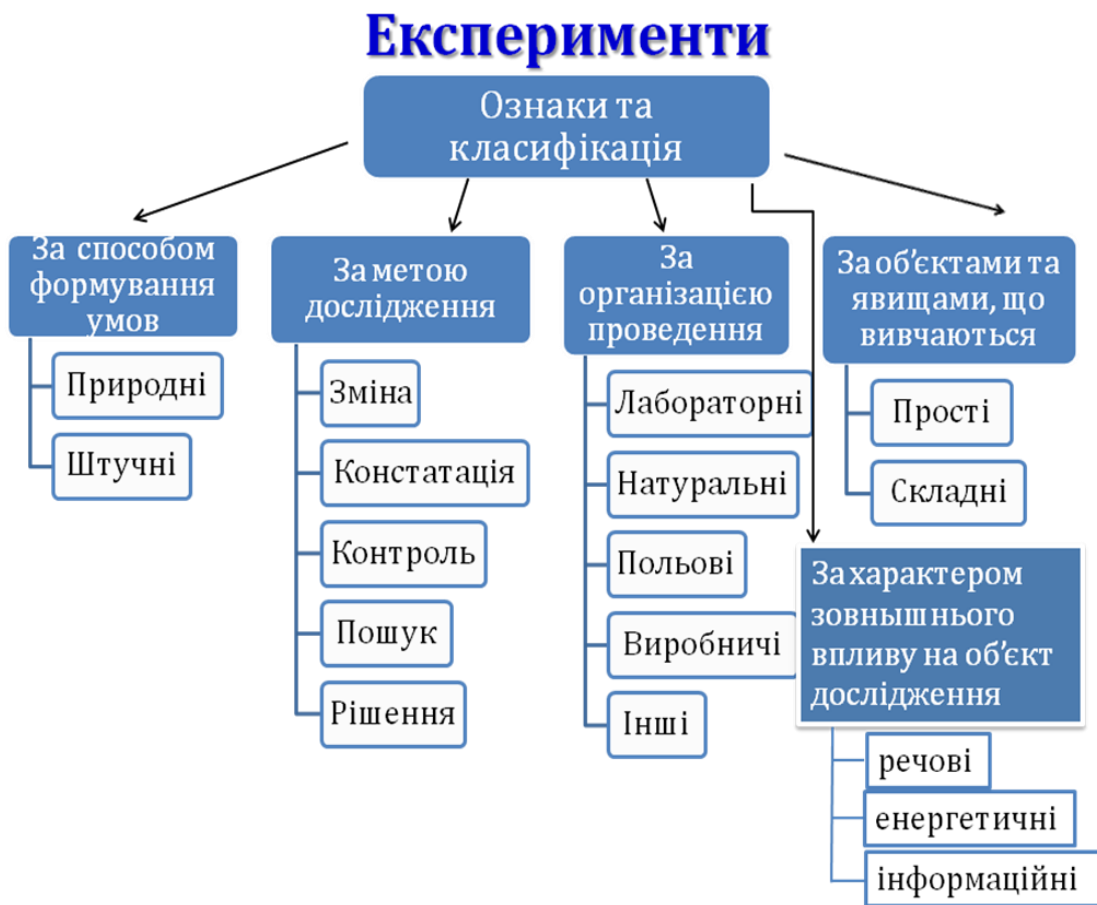 Експерименти
Ознаки та
класифікація
За способом
формування
умов
Природні
Штучні
За метою
дослідження
Зміна
Констатація
Контроль
Пошук
Рішення
За
організацією
проведення
Лабораторні
Натуральні
Польові
Виробничі
Інші
За об’єктами та
явищами, що
вивчаються
Прості
Складні
За характером
зовнышнього
впливу на об’єкт
дослідження
речові
енергетичні
інформаційні